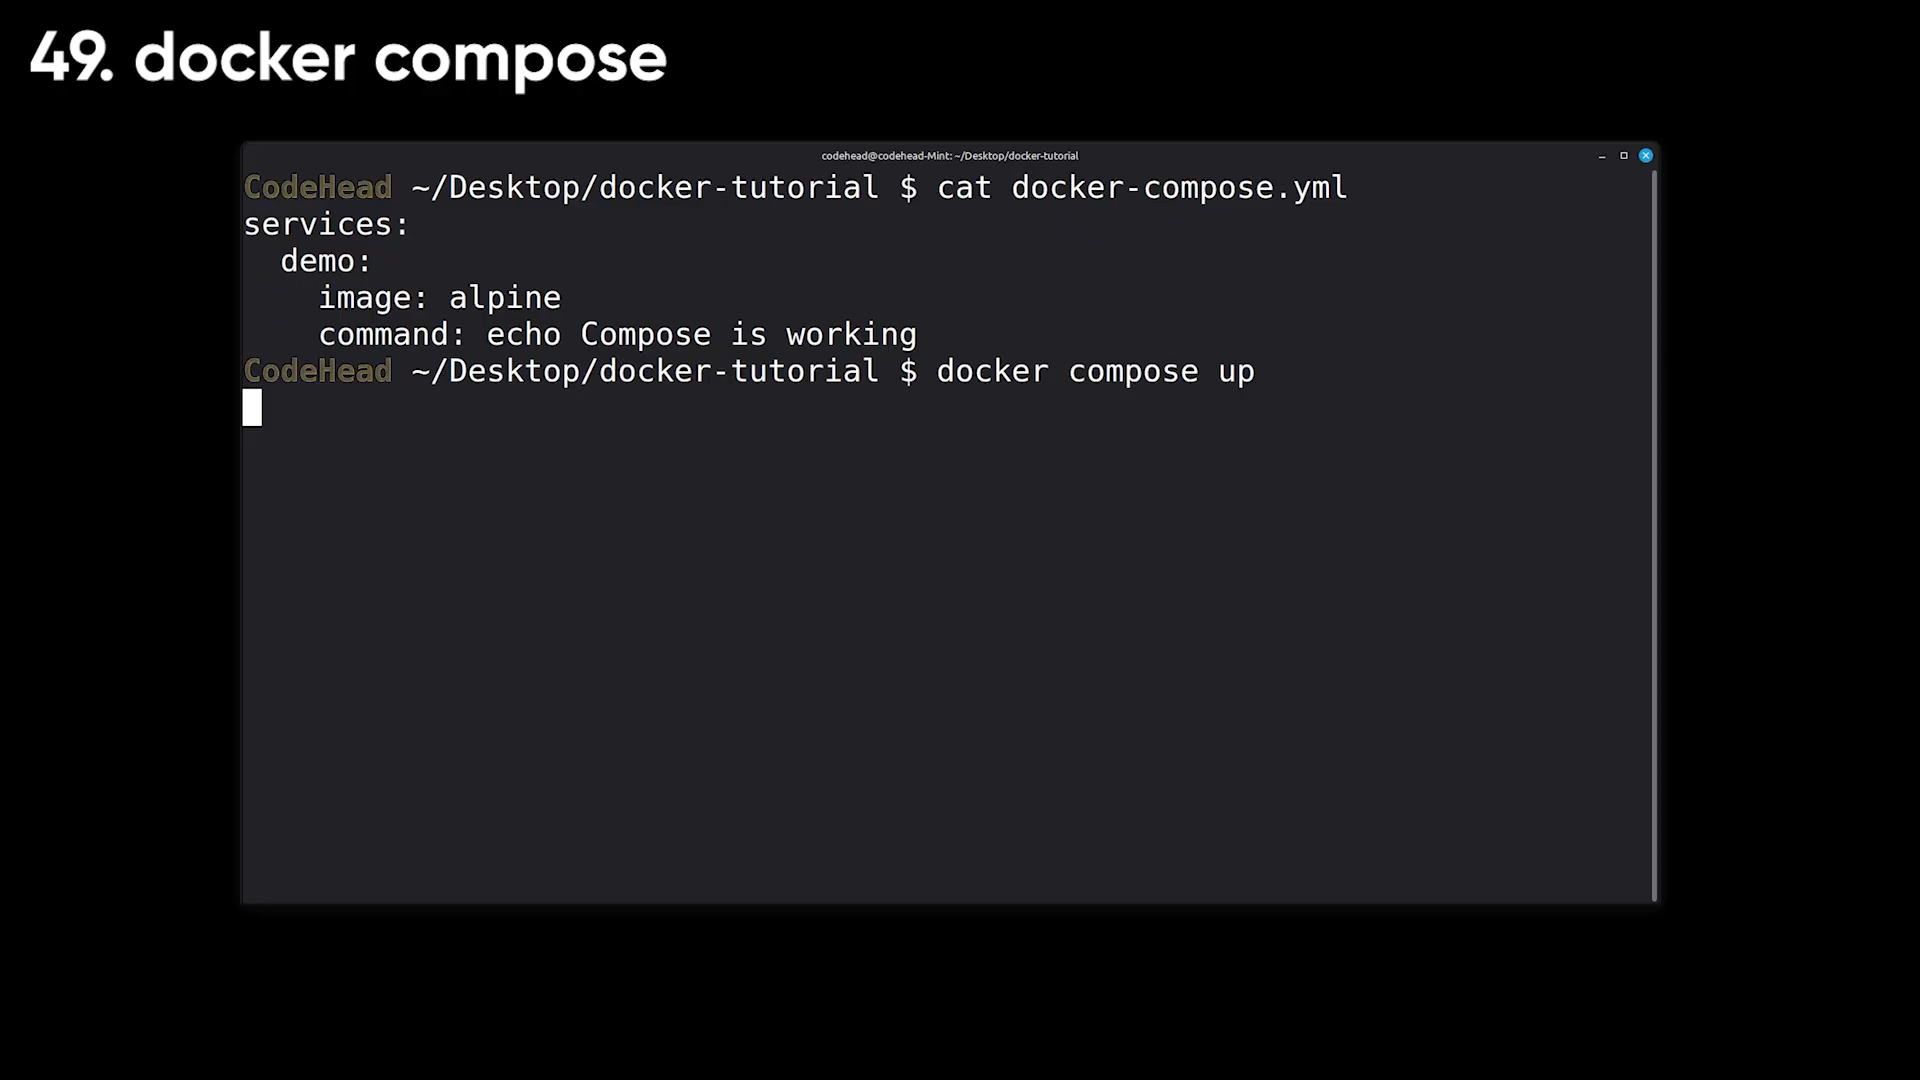 49. docker compose
codehead@codehead-Mint: ~/Desktop/docker-tutorial
CodeHead ~/Desktop/docker-tutorial $ cat docker-compose.yml
services:
  demo:
    image: alpine
    command: echo Compose is working
CodeHead ~/Desktop/docker-tutorial $ docker compose up